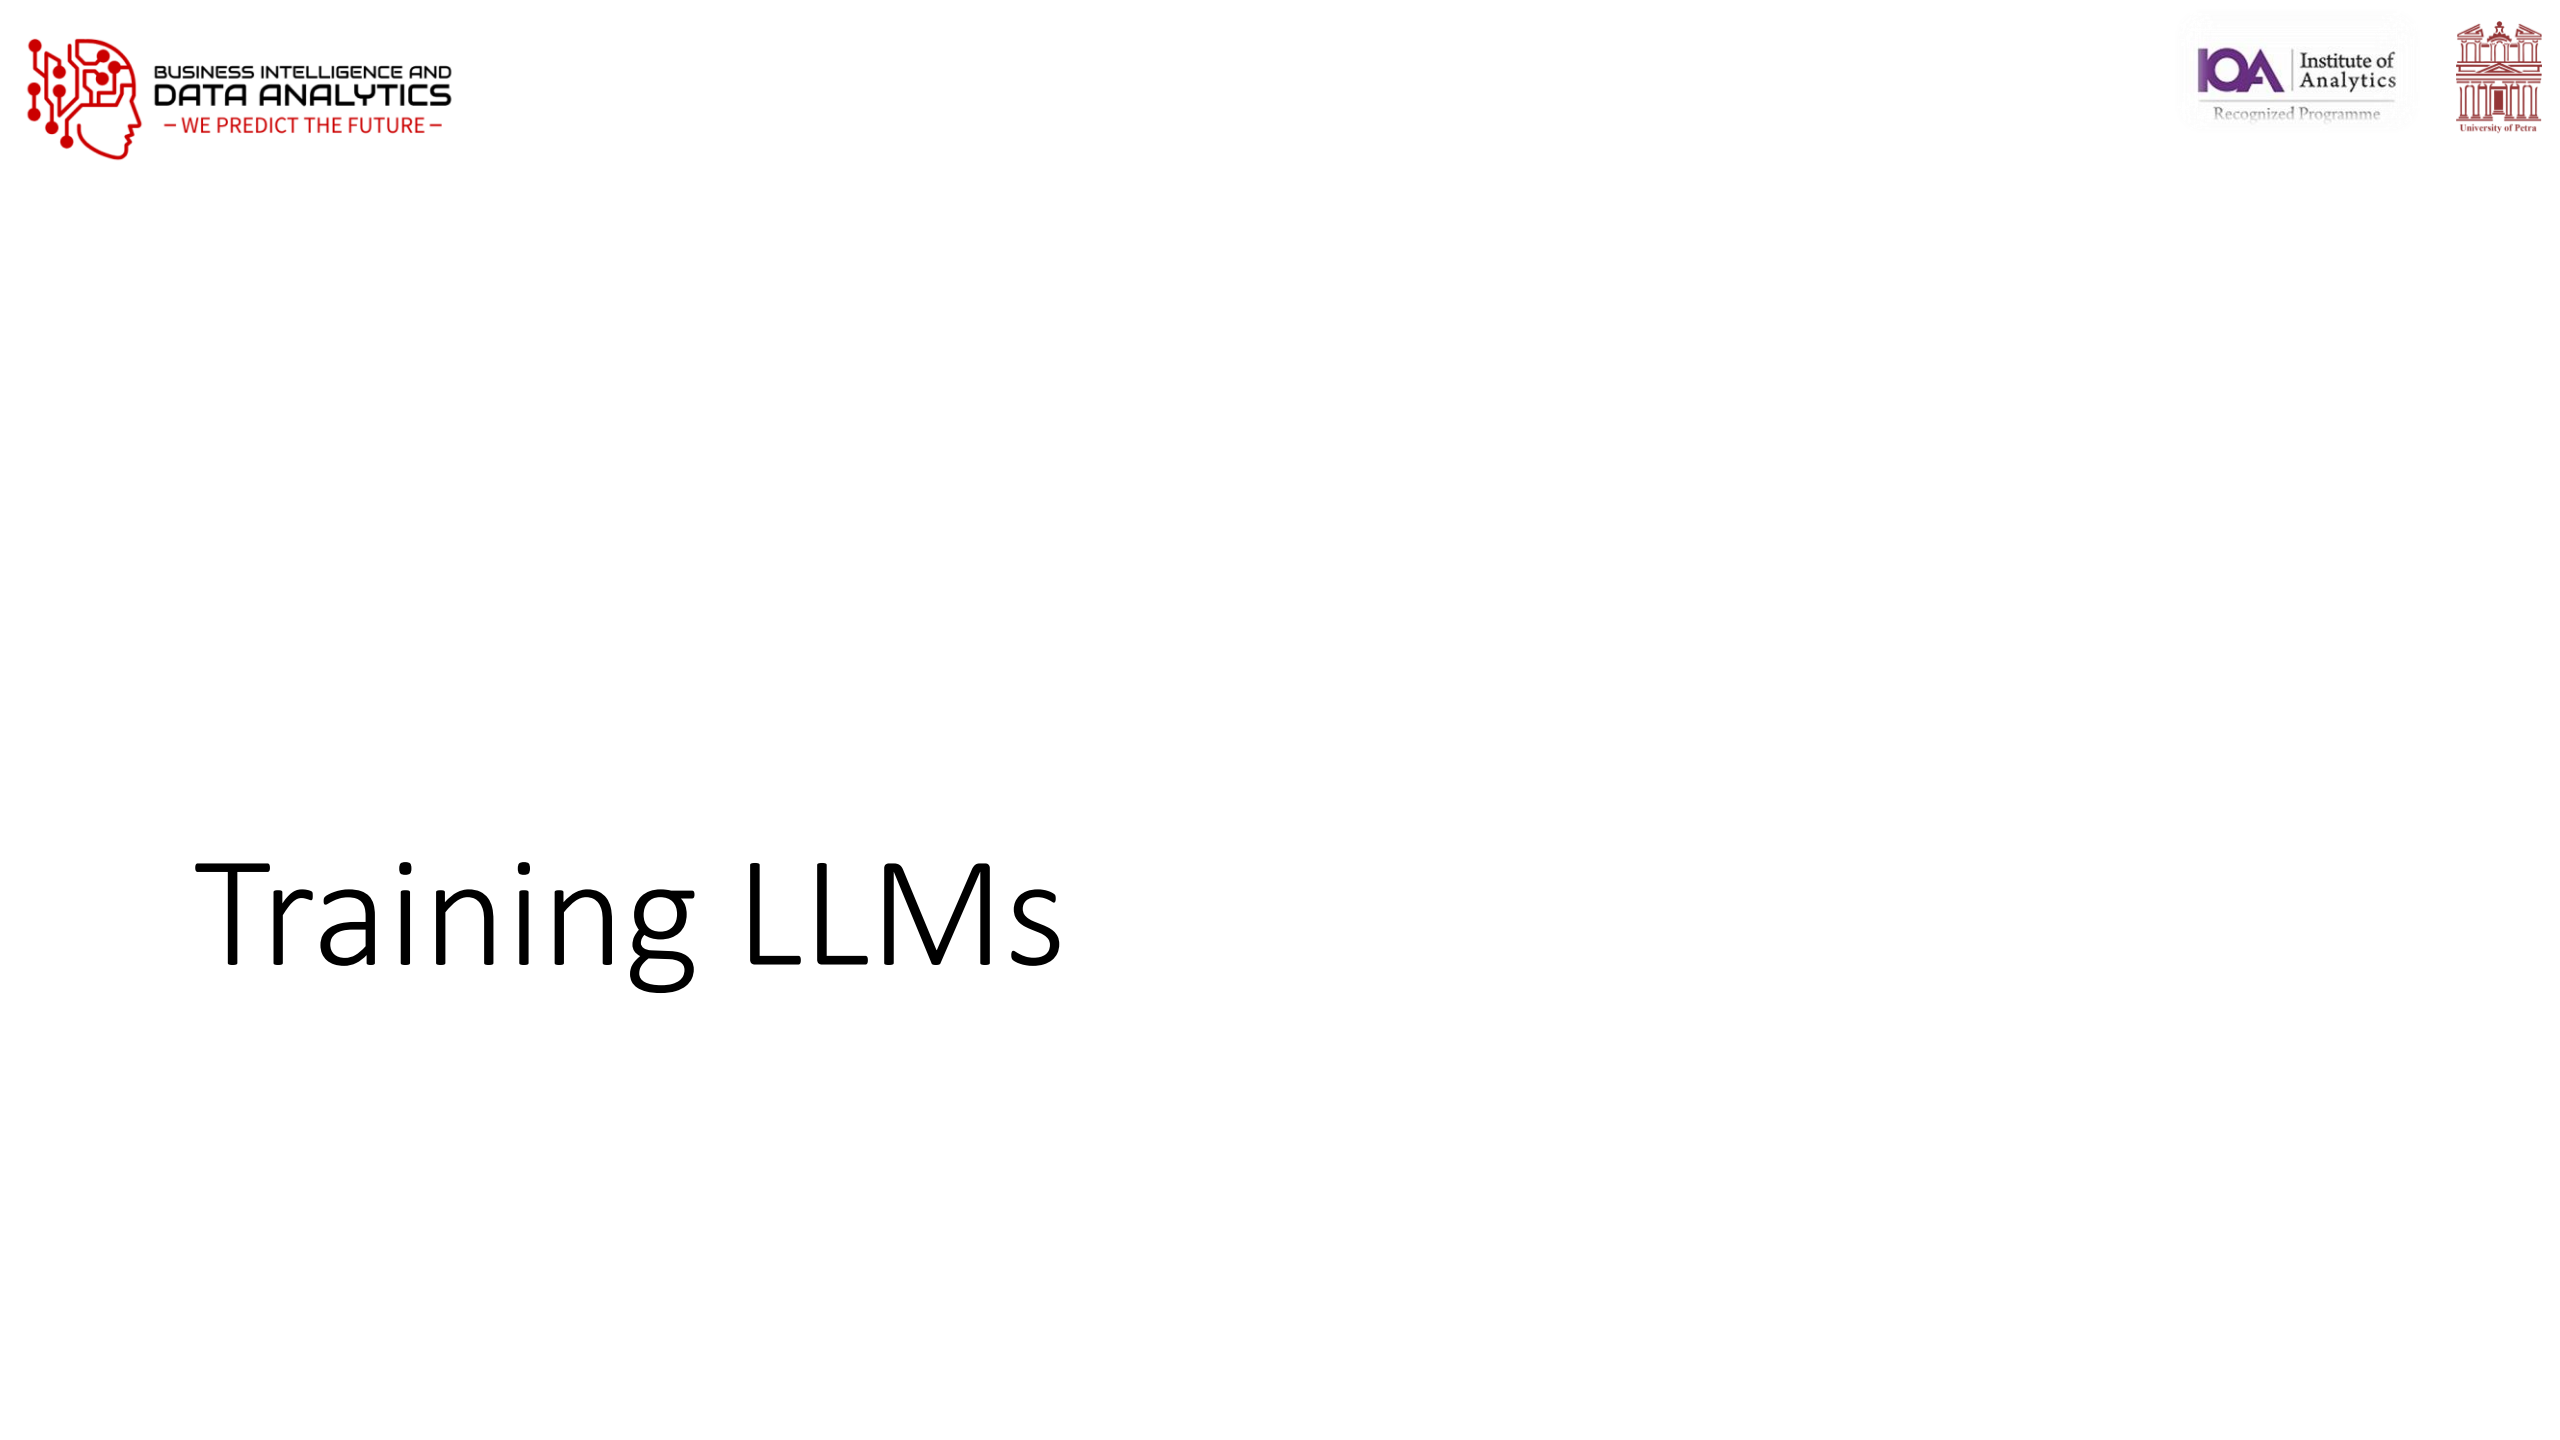 BUSINESS INTELLIGENCE AND
DATA ANALYTICS
– WE PREDICT THE FUTURE –
IOA
Institute of
Analytics
Recognized Programme
University of Petra
Training LLMs